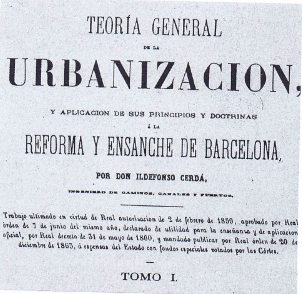 TEORÍA GENERAL
DE LA
URBANIZACION,
Y APLICACION DE SUS PRINCIPIOS Y DOCTRINAS
Á LA
REFORMA Y ENSANCHE DE BARCELONA,
POR DON ILDEFONSO CERDÁ,
INGENIERO DE CAMINOS, CANALES Y PUERTOS.
Trabajo ultimado en virtud de Real autorizacion de 2 de febrero de 1859, aprobado por Real
órden de 7 de junio del mismo año, declarado de utilidad para la enseñanza y de aplicacion
oficial, por Real decreto de 31 de mayo de 1860, y mandado publicar por Real órden de 20 de
diciembre de 1863, á espensas del Estado con fondos especiales votados por las Córtes.
TOMO I.